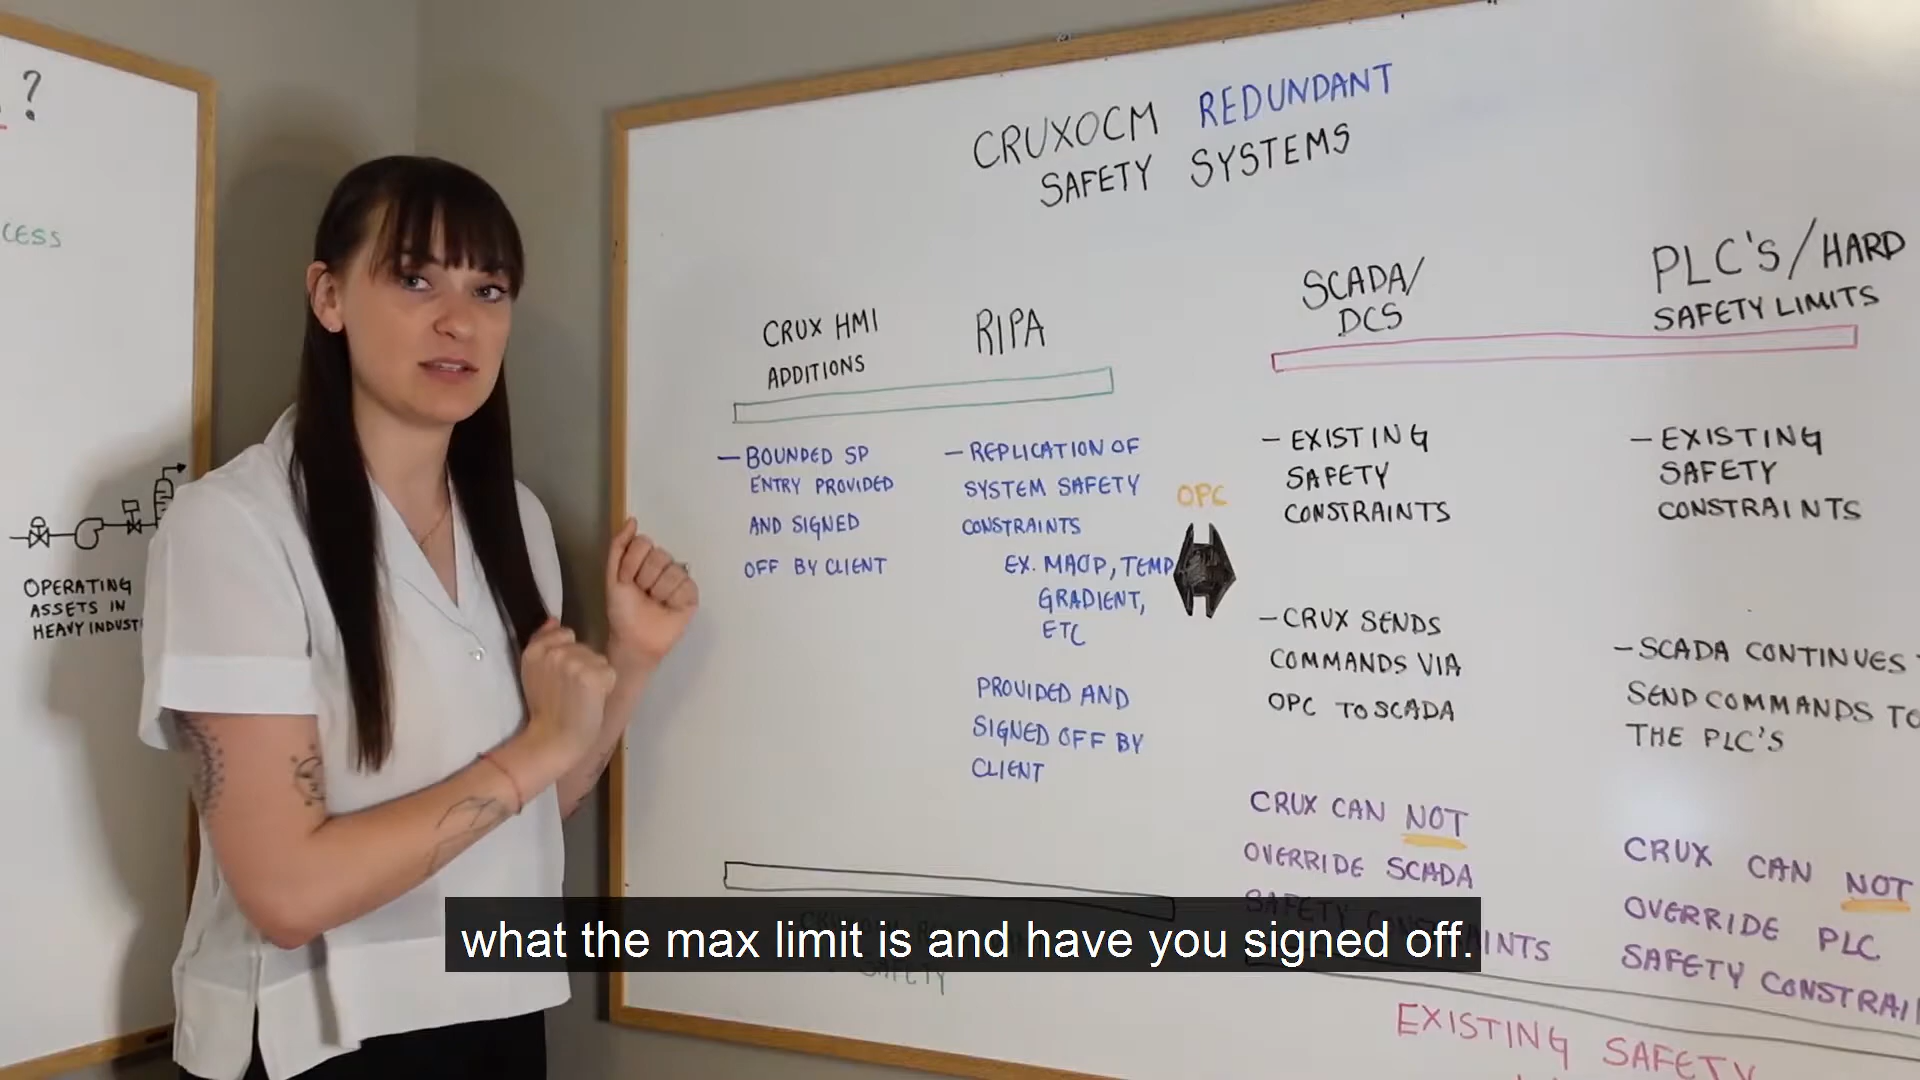 ?
CESS
OPERATING
ASSETS IN
HEAVY INDUST
CRUXOCM REDUNDANT
SAFETY SYSTEMS
CRUX HMI
ADDITIONS
- BOUNDED SP
ENTRY PROVIDED
AND SIGNED
OFF BY CLIENT
RIPA
- REPLICATION OF
SYSTEM SAFETY
CONSTRAINTS
EX. MAOP, TEMP
GRADIENT,
ETC
PROVIDED AND
SIGNED OFF BY
CLIENT
OPC
SCADA/
DCS
- EXISTING
SAFETY
CONSTRAINTS
- CRUX SENDS
COMMANDS VIA
OPC TO SCADA
CRUX CAN NOT
OVERRIDE SCADA
SAFETY CONSTRAINTS
PLC'S/HARD
SAFETY LIMITS
- EXISTING
SAFETY
CONSTRAINTS
- SCADA CONTINUES
SEND COMMANDS TO
THE PLC'S
CRUX CAN NOT
OVERRIDE PLC
SAFETY CONSTRAI
SAFETY
EXISTING SAFETY
what the max limit is and have you signed off.